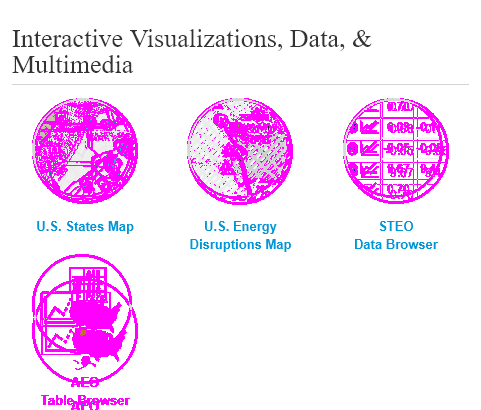 Interactive Visualizations, Data, &
Multimedia
U.S. States Map
U.S. Energy
Disruptions Map
STEO
Data Browser
AEO
Table Browser